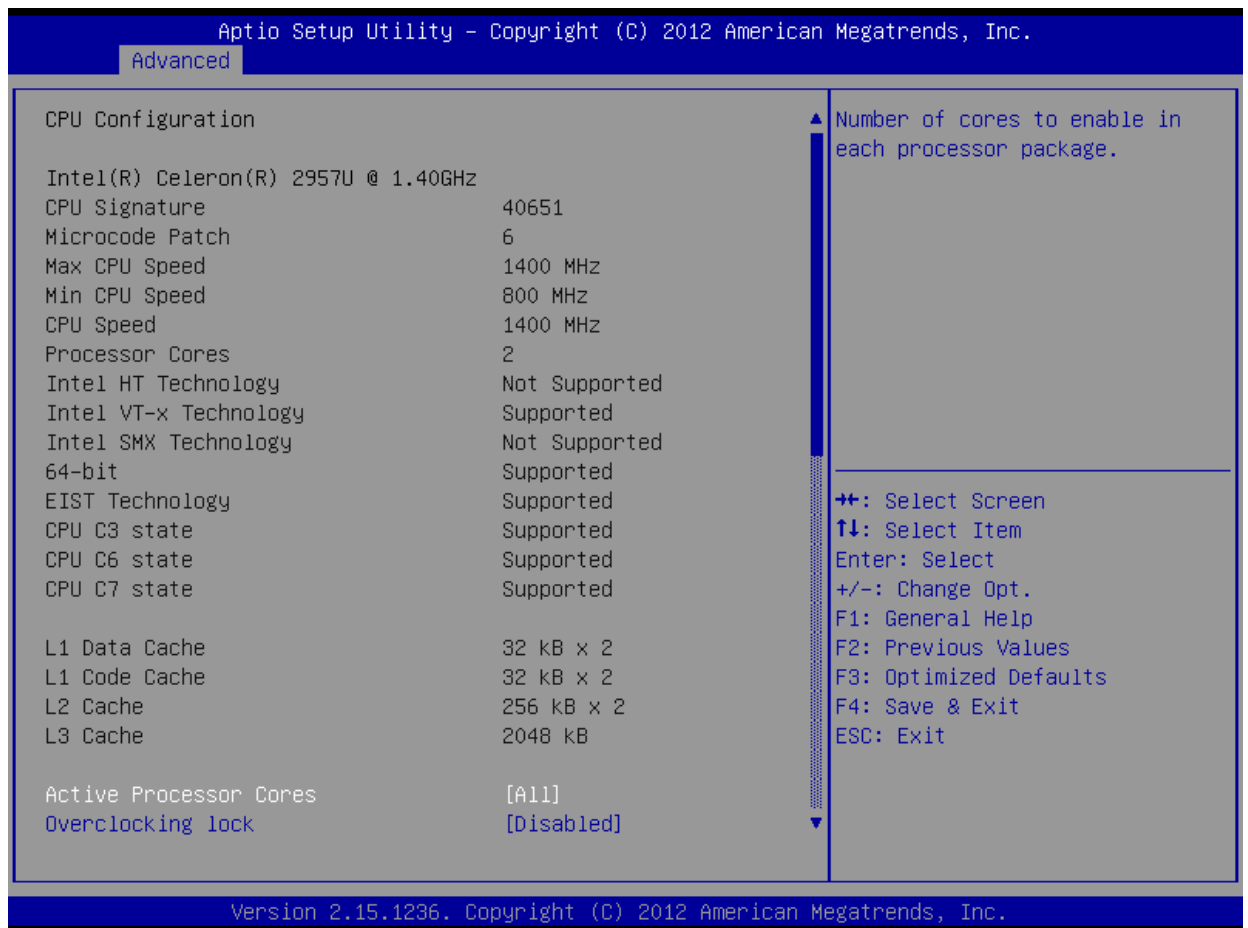 Aptio Setup Utility – Copyright (C) 2012 American Megatrends, Inc.
Advanced
CPU Configuration
Intel(R) Celeron(R) 2957U @ 1.40GHz
CPU Signature 40651
Microcode Patch 6
Max CPU Speed 1400 MHz
Min CPU Speed 800 MHz
CPU Speed 1400 MHz
Processor Cores 2
Intel HT Technology Not Supported
Intel VT-x Technology Supported
Intel SMX Technology Not Supported
64-bit Supported
EIST Technology Supported
CPU C3 state Supported
CPU C6 state Supported
CPU C7 state Supported
L1 Data Cache 32 kB x 2
L1 Code Cache 32 kB x 2
L2 Cache 256 kB x 2
L3 Cache 2048 kB
Active Processor Cores [All]
Overclocking lock [Disabled]
Number of cores to enable in
each processor package.
→←: Select Screen
↑↓: Select Item
Enter: Select
+/-: Change Opt.
F1: General Help
F2: Previous Values
F3: Optimized Defaults
F4: Save & Exit
ESC: Exit
Version 2.15.1236. Copyright (C) 2012 American Megatrends, Inc.